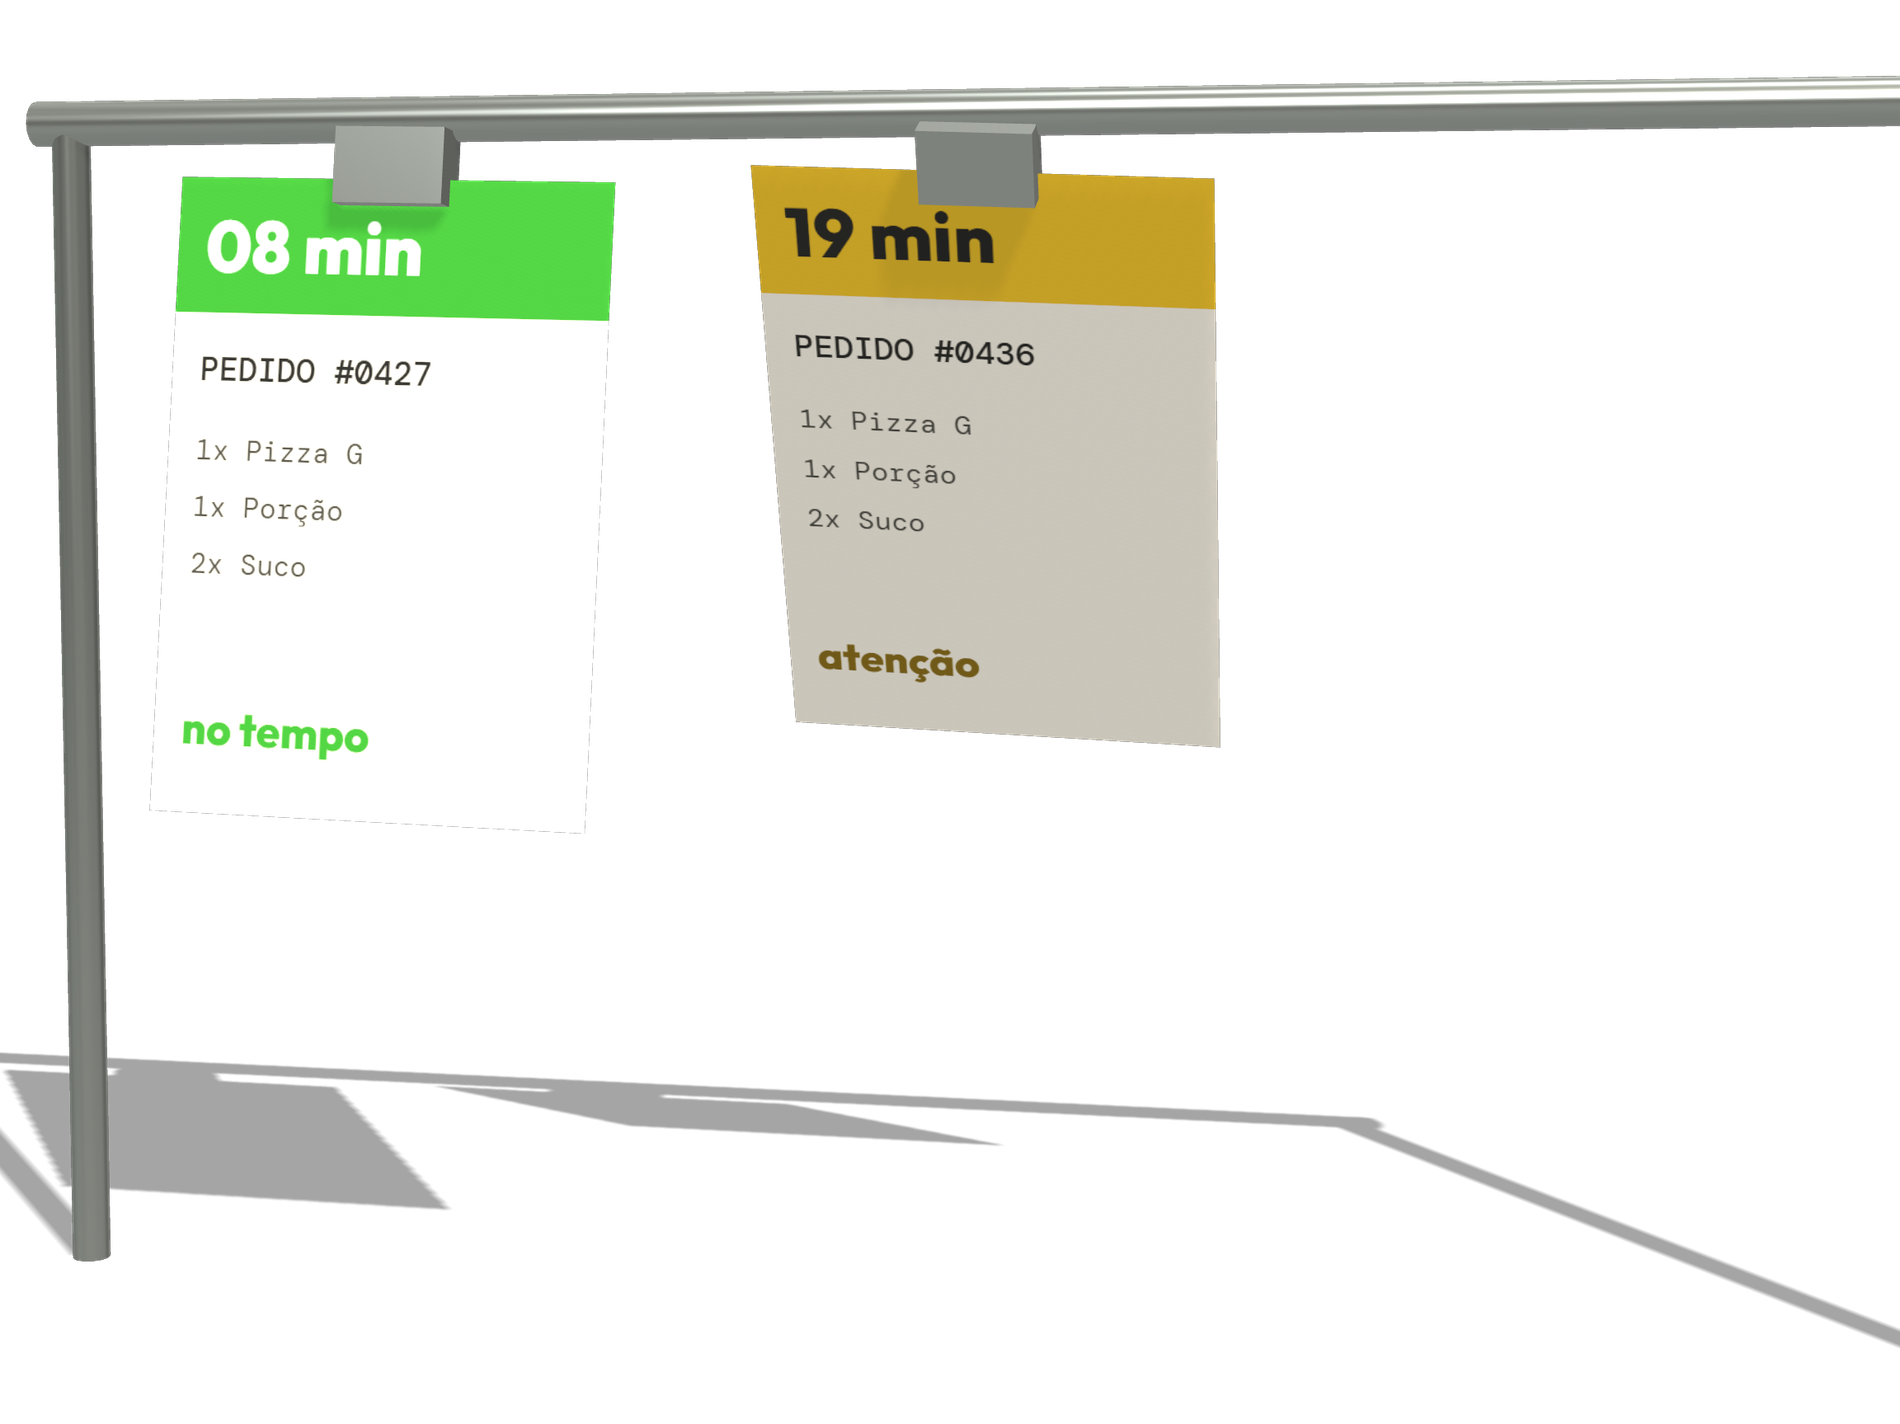 08 min
PEDIDO #0427
1x Pizza G
1x Porção
2x Suco
no tempo
19 min
PEDIDO #0436
1x Pizza G
1x Porção
2x Suco
atenção